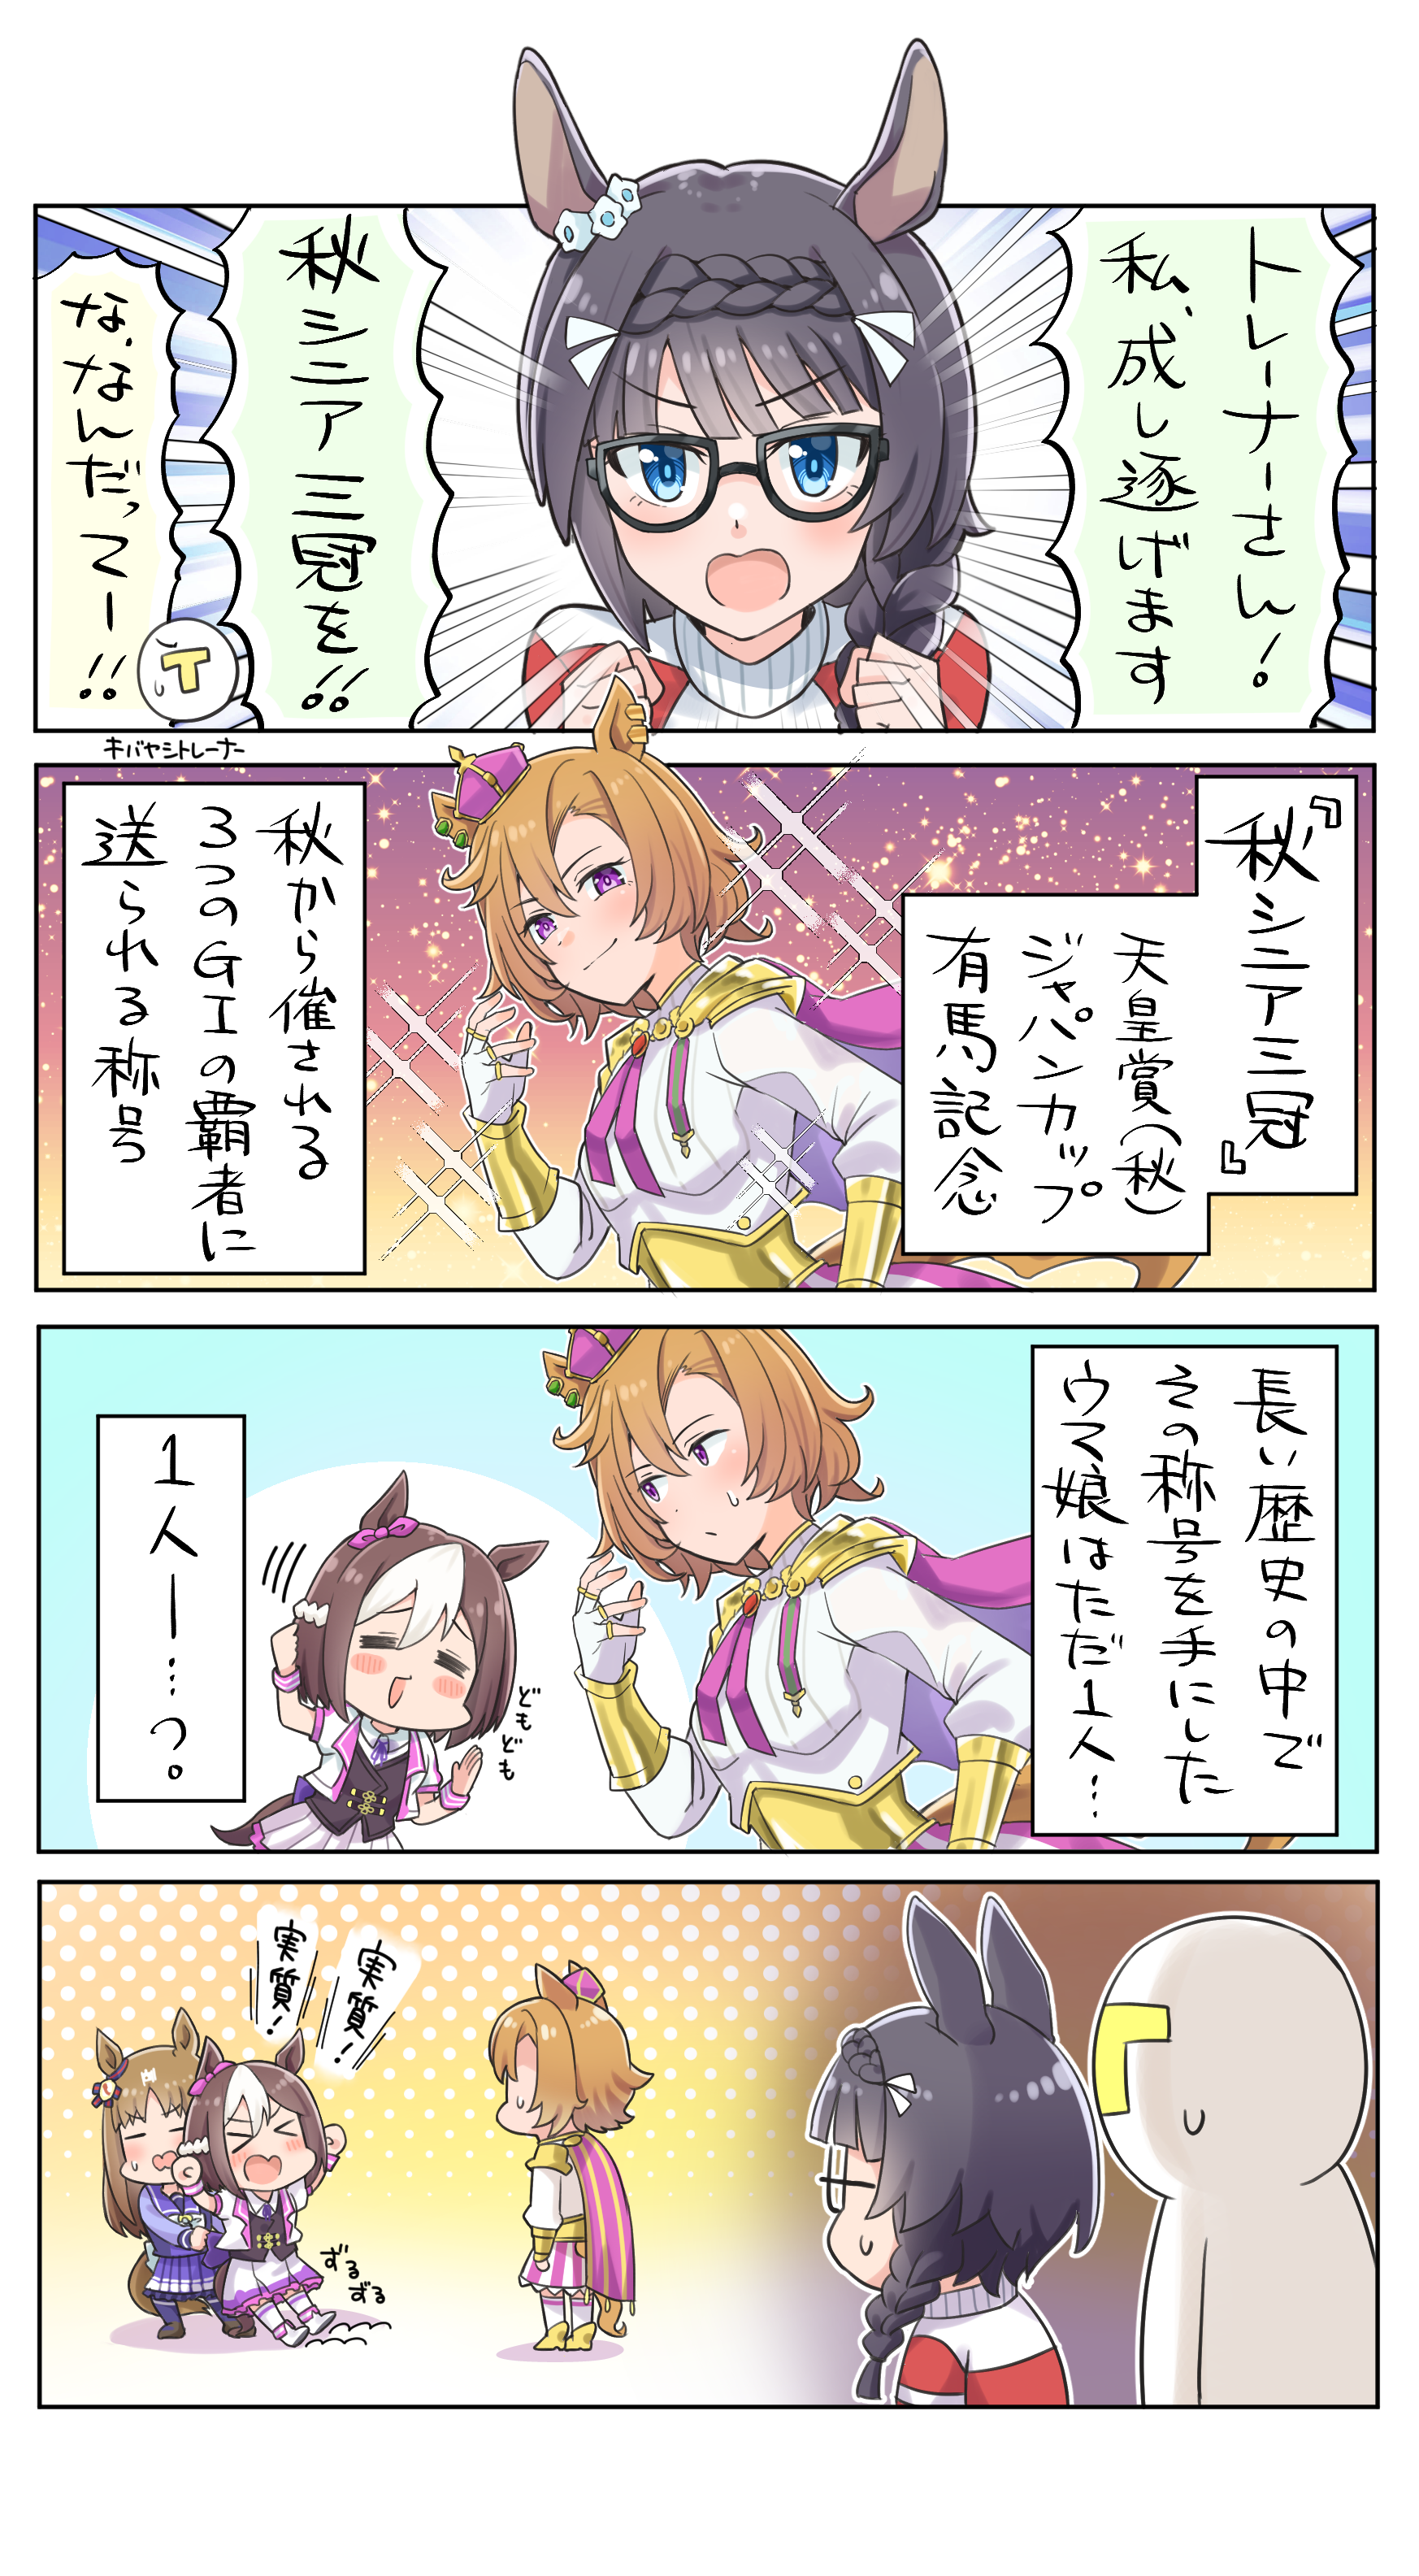 トレーナーさん!
私、成し遂げます
秋シニア三冠を!!
な、なんだってー!!
T
キバヤシトレーナー
『秋シニア三冠』
天皇賞(秋)
ジャパンカップ
有馬記念
秋から催される
3つのGIの覇者に
送られる称号
長い歴史の中で
その称号を手にした
ウマ娘はただ1人…
どもども
1人ー…?
実質!
実質!
ずるずる